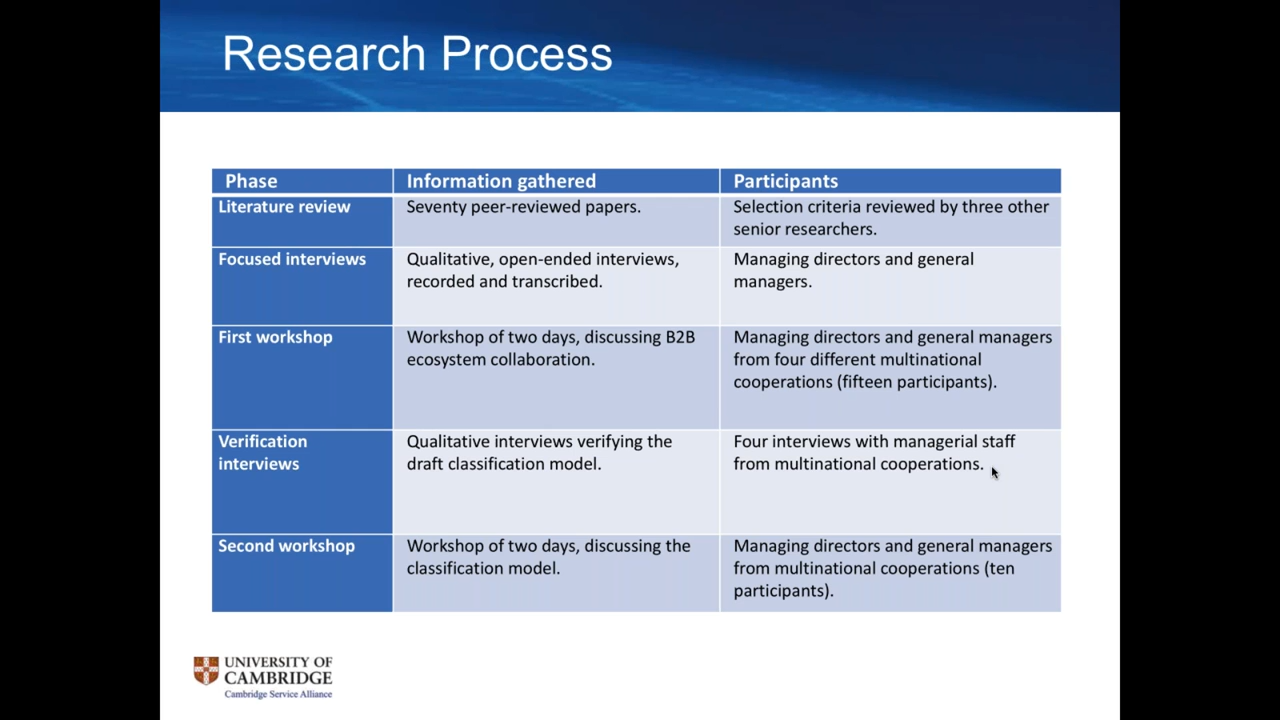 Research Process
Phase
Information gathered
Participants
Literature review
Seventy peer-reviewed papers.
Selection criteria reviewed by three other
senior researchers.
Focused interviews
Qualitative, open-ended interviews,
recorded and transcribed.
Managing directors and general
managers.
First workshop
Workshop of two days, discussing B2B
ecosystem collaboration.
Managing directors and general managers
from four different multinational
cooperations (fifteen participants).
Verification
interviews
Qualitative interviews verifying the
draft classification model.
Four interviews with managerial staff
from multinational cooperations.
Second workshop
Workshop of two days, discussing the
classification model.
Managing directors and general managers
from multinational cooperations (ten
participants).
UNIVERSITY OF
CAMBRIDGE
Cambridge Service Alliance